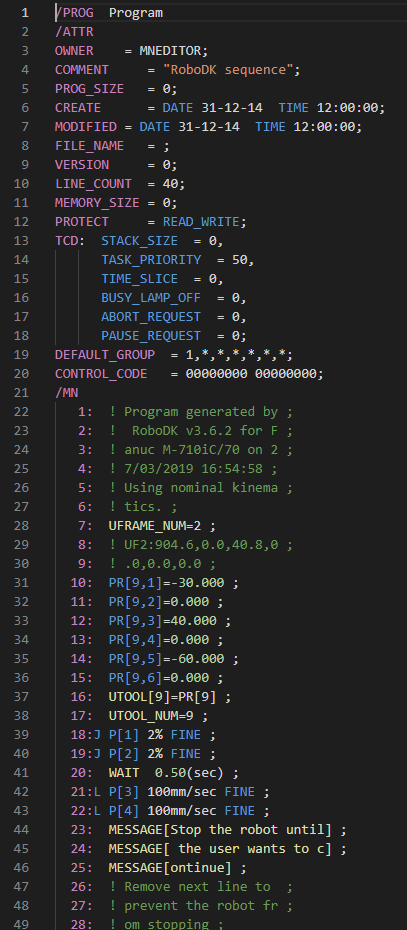 1 /PROG  Program
2 /ATTR
3 OWNER    = MNEDITOR;
4 COMMENT     = "RoboDK sequence";
5 PROG_SIZE   = 0;
6 CREATE      = DATE 31-12-14  TIME 12:00:00;
7 MODIFIED = DATE 31-12-14  TIME 12:00:00;
8 FILE_NAME   = ;
9 VERSION     = 0;
10 LINE_COUNT  = 40;
11 MEMORY_SIZE = 0;
12 PROTECT     = READ_WRITE;
13 TCD:  STACK_SIZE  = 0,
14       TASK_PRIORITY  = 50,
15       TIME_SLICE  = 0,
16       BUSY_LAMP_OFF  = 0,
17       ABORT_REQUEST  = 0,
18       PAUSE_REQUEST  = 0;
19 DEFAULT_GROUP  = 1,*,*,*,*,*,*;
20 CONTROL_CODE   = 00000000 00000000;
21 /MN
22    1:  ! Program generated by ;
23    2:  !  RoboDK v3.6.2 for F ;
24    3:  ! anuc M-710iC/70 on 2 ;
25    4:  ! 7/03/2019 16:54:58 ;
26    5:  ! Using nominal kinema ;
27    6:  ! tics. ;
28    7:  UFRAME_NUM=2 ;
29    8:  ! UF2:904.6,0.0,40.8,0 ;
30    9:  ! .0,0.0,0.0 ;
31   10:  PR[9,1]=-30.000 ;
32   11:  PR[9,2]=0.000 ;
33   12:  PR[9,3]=40.000 ;
34   13:  PR[9,4]=0.000 ;
35   14:  PR[9,5]=-60.000 ;
36   15:  PR[9,6]=0.000 ;
37   16:  UTOOL[9]=PR[9] ;
38   17:  UTOOL_NUM=9 ;
39   18:J P[1] 2% FINE ;
40   19:J P[2] 2% FINE ;
41   20:  WAIT  0.50(sec) ;
42   21:L P[3] 100mm/sec FINE ;
43   22:L P[4] 100mm/sec FINE ;
44   23:  MESSAGE[Stop the robot until] ;
45   24:  MESSAGE[ the user wants to c] ;
46   25:  MESSAGE[ontinue] ;
47   26:  ! Remove next line to  ;
48   27:  ! prevent the robot fr ;
49   28:  ! om stopping ;